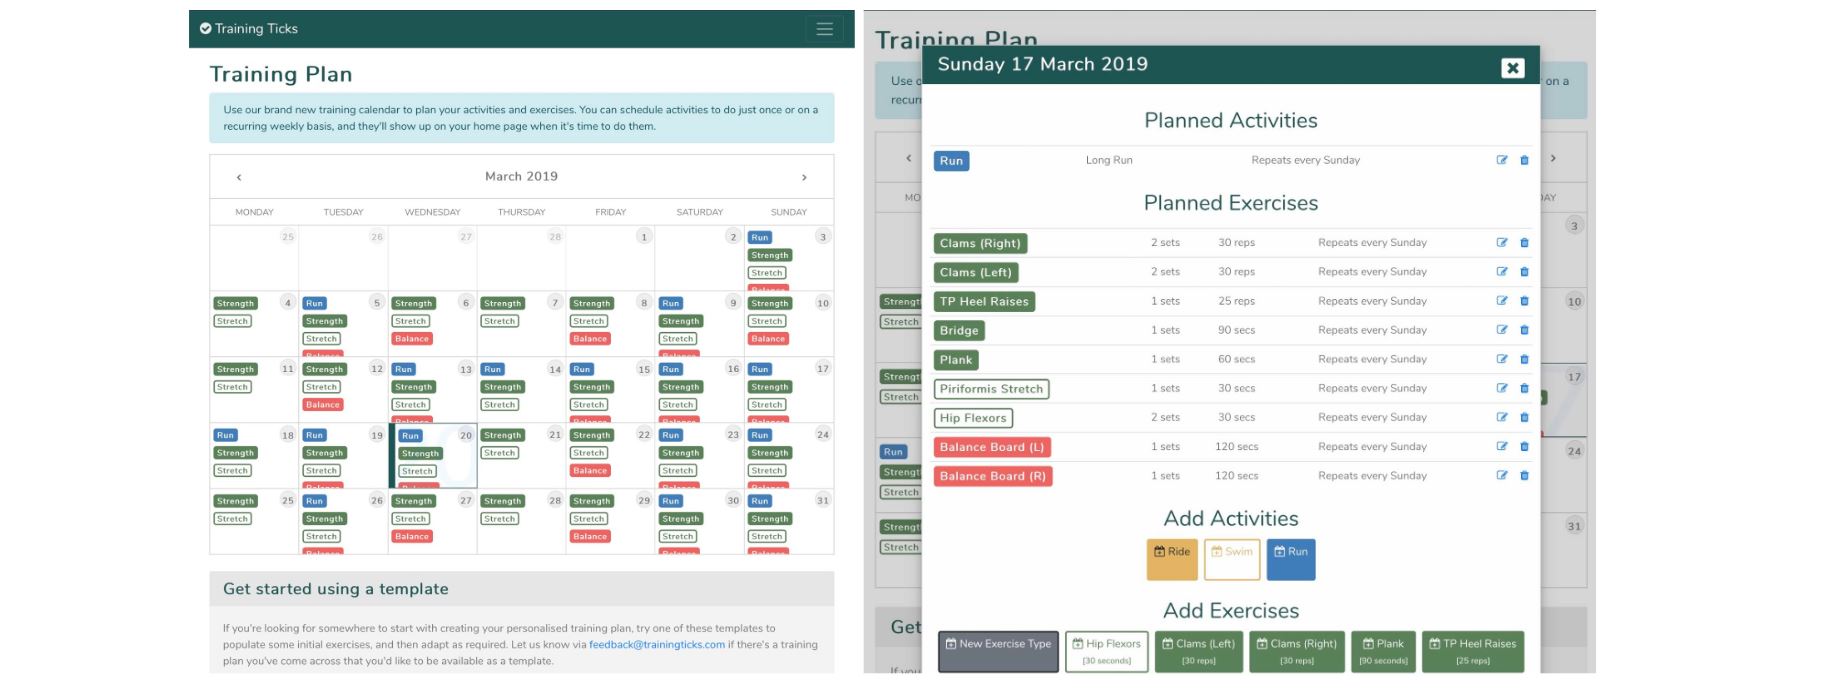 Training Ticks
Training Plan
Use our brand new training calendar to plan your activities and exercises. You can schedule activities to do just once or on a
recurring weekly basis, and they'll show up on your home page when it's time to do them.
‹ March 2019 ›
MONDAY TUESDAY WEDNESDAY THURSDAY FRIDAY SATURDAY SUNDAY
25 26 27 28 1 2 Run 3
Strength
Stretch
Balance
Strength 4 Run 5 Strength 6 Strength 7 Strength 8 Run 9 Strength 10
Stretch Strength Stretch Stretch Stretch Strength Stretch
Stretch Balance Balance Stretch Balance
Balance Balance
Strength 11 Strength 12 Run 13 Run 14 Run 15 Run 16 Run 17
Stretch Stretch Strength Strength Strength Strength Strength
Balance Stretch Stretch Stretch Stretch Stretch
Balance Balance Balance Balance
Run 18 Run 19 Run 20 Strength 21 Strength 22 Run 23 Run 24
Strength Strength Strength Stretch Stretch Strength Strength
Stretch Stretch Stretch Balance Stretch Stretch
Balance Balance Balance Balance
Strength 25 Run 26 Strength 27 Strength 28 Strength 29 Run 30 Run 31
Stretch Strength Stretch Stretch Stretch Strength Strength
Stretch Balance Balance Stretch Stretch
Balance Balance Balance
Get started using a template
If you're looking for somewhere to start with creating your personalised training plan, try one of these templates to
populate some initial exercises, and then adapt as required. Let us know via feedback@trainingticks.com if there's a training
plan you've come across that you'd like to be available as a template.
Training Plan
Use on a
recurr
‹ ›
MO DAY
3
Strengt 10
Stretch
Strengt 17
Stretch
Run 24
Strengt
Stretch
Strengt 31
Stretch
Get
If you
Sunday 17 March 2019
Planned Activities
Run Long Run Repeats every Sunday
Planned Exercises
Clams (Right) 2 sets 30 reps Repeats every Sunday
Clams (Left) 2 sets 30 reps Repeats every Sunday
TP Heel Raises 1 sets 25 reps Repeats every Sunday
Bridge 1 sets 90 secs Repeats every Sunday
Plank 1 sets 60 secs Repeats every Sunday
Piriformis Stretch 1 sets 30 secs Repeats every Sunday
Hip Flexors 2 sets 30 secs Repeats every Sunday
Balance Board (L) 1 sets 120 secs Repeats every Sunday
Balance Board (R) 1 sets 120 secs Repeats every Sunday
Add Activities
Ride Swim Run
Add Exercises
New Exercise Type Hip Flexors Clams (Left) Clams (Right) Plank TP Heel Raises
[30 seconds] [30 reps] [30 reps] [90 seconds] [25 reps]